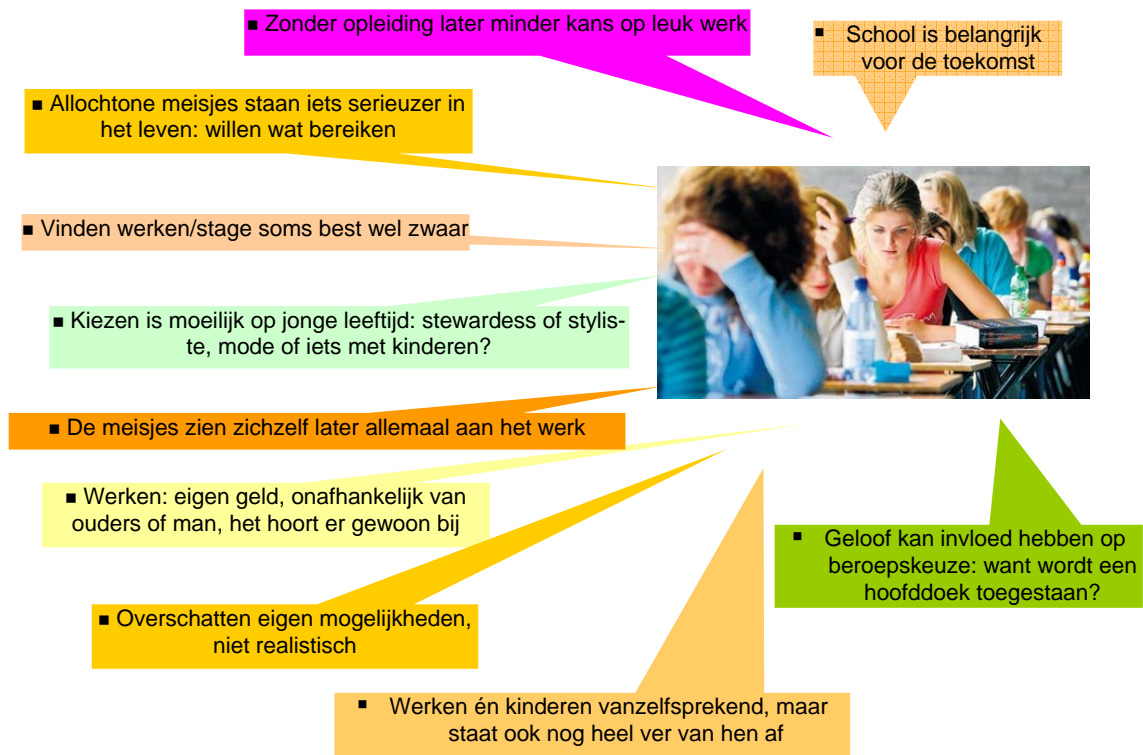 ▪ Zonder opleiding later minder kans op leuk werk
▪ School is belangrijk
voor de toekomst
▪ Allochtone meisjes staan iets serieuzer in
het leven: willen wat bereiken
▪ Vinden werken/stage soms best wel zwaar
▪ Kiezen is moeilijk op jonge leeftijd: stewardess of stylis-
te, mode of iets met kinderen?
▪ De meisjes zien zichzelf later allemaal aan het werk
▪ Werken: eigen geld, onafhankelijk van
ouders of man, het hoort er gewoon bij
▪ Geloof kan invloed hebben op
beroepskeuze: want wordt een
hoofddoek toegestaan?
▪ Overschatten eigen mogelijkheden,
niet realistisch
▪ Werken én kinderen vanzelfsprekend, maar
staat ook nog heel ver van hen af